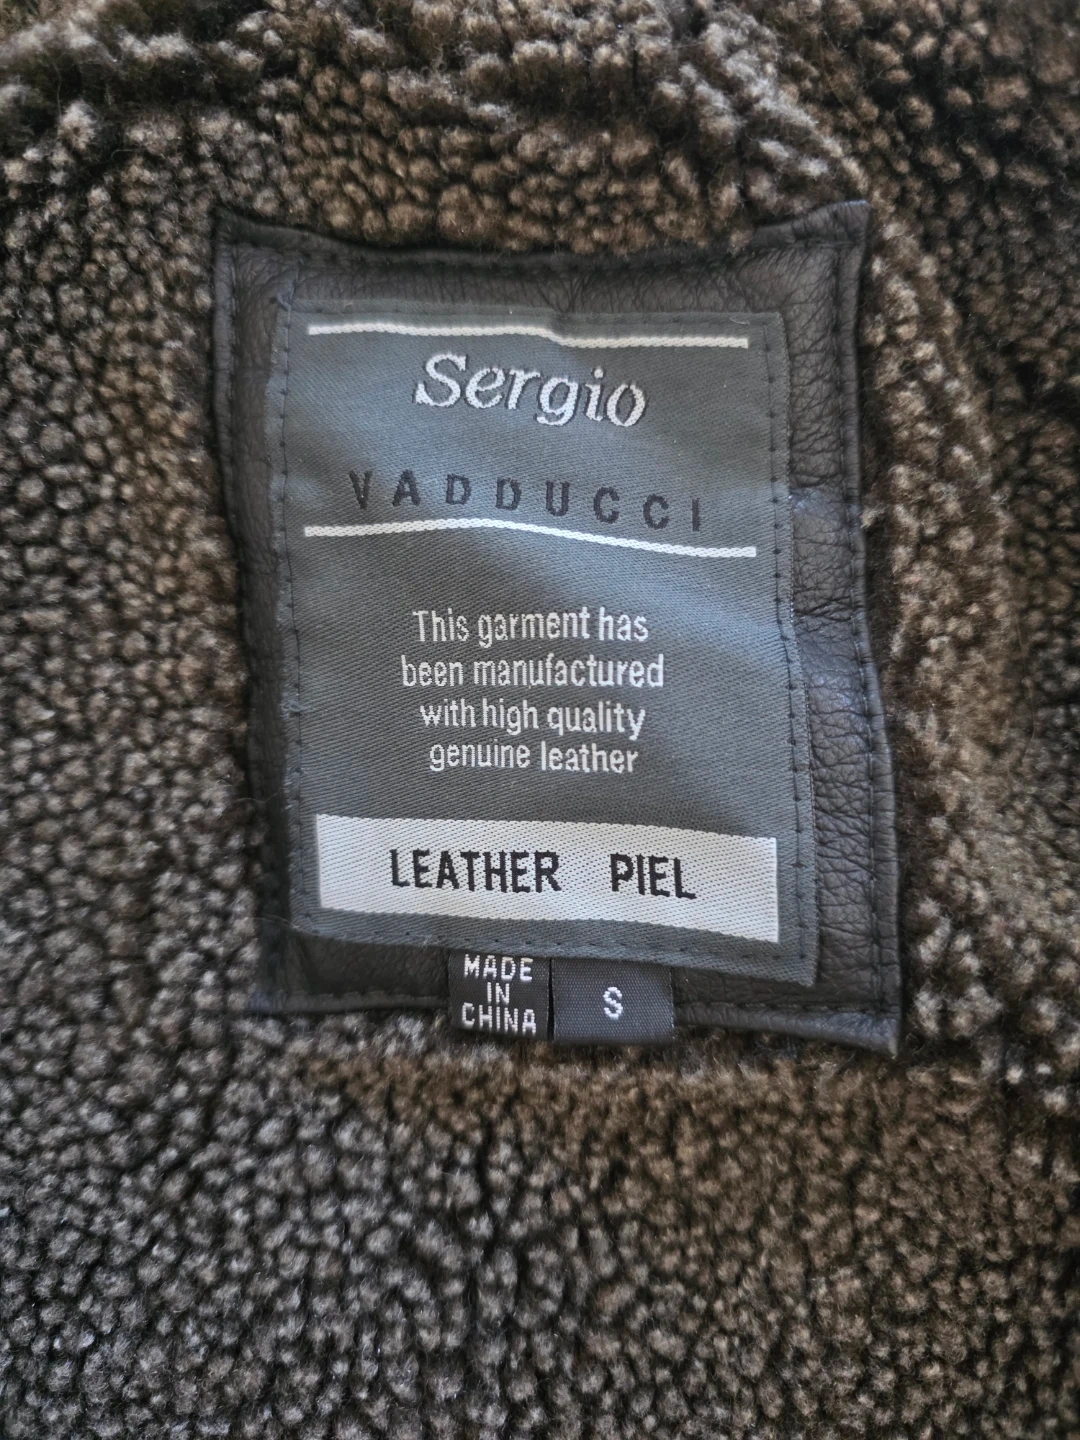 Sergio
VADDUCCI
This garment has
been manufactured
with high quality
genuine leather
LEATHER PIEL
MADE
IN
CHINA
S